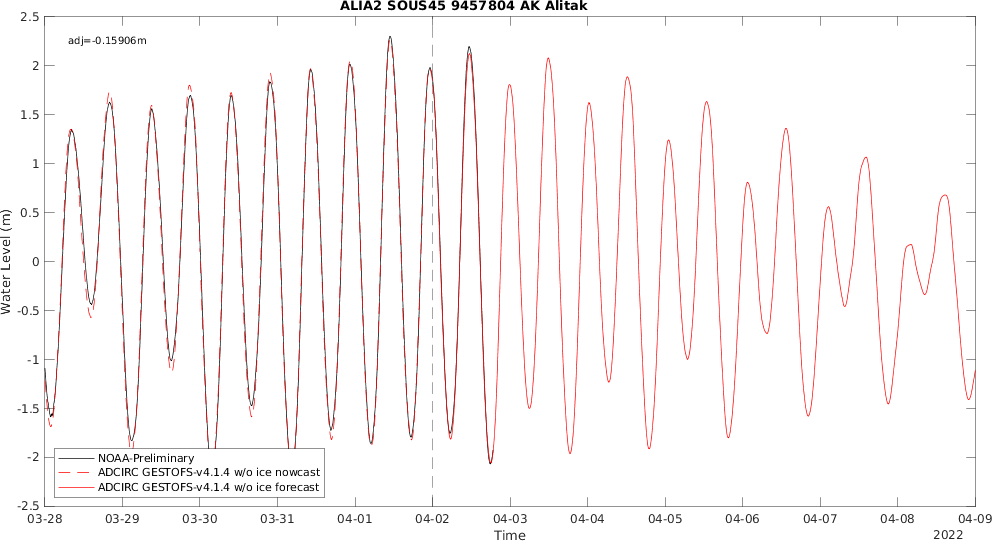 ALIA2 SOUS45 9457804 AK Alitak
adj=-0.15906m
Water Level (m)
2.5
2
1.5
1
0.5
0
-0.5
-1
-1.5
-2
-2.5
NOAA-Preliminary
ADCIRC GESTOFS-v4.1.4 w/o ice nowcast
ADCIRC GESTOFS-v4.1.4 w/o ice forecast
03-28 03-29 03-30 03-31 04-01 04-02 04-03 04-04 04-05 04-06 04-07 04-08 04-09
Time
2022